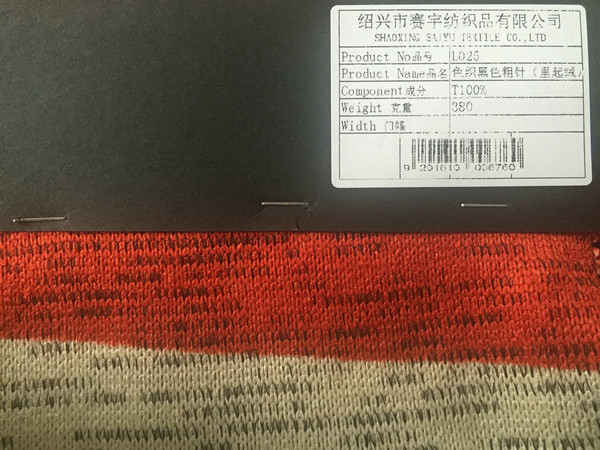 绍兴市赛宇纺织品有限公司
SHAOXING SAIYU TEXTILE CO.,LTD
Product No品号 L025
Product Name品名 色织黑色粗针（里起绒）
Component成分 T100%
Weight 克重 380
Width 门幅
9 201610 006760